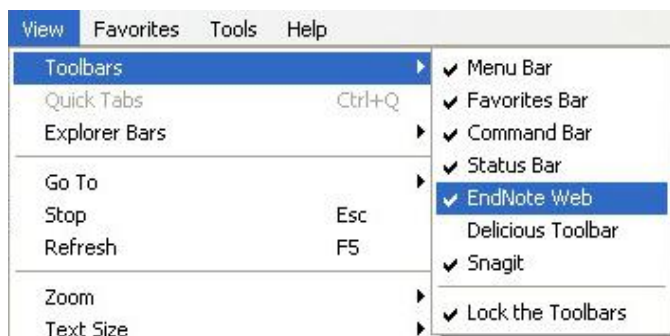 View Favorites Tools Help
Toolbars
Quick Tabs Ctrl+Q
Explorer Bars
Go To
Stop Esc
Refresh F5
Zoom
Text Size
Menu Bar
Favorites Bar
Command Bar
Status Bar
EndNote Web
Delicious Toolbar
Snagit
Lock the Toolbars